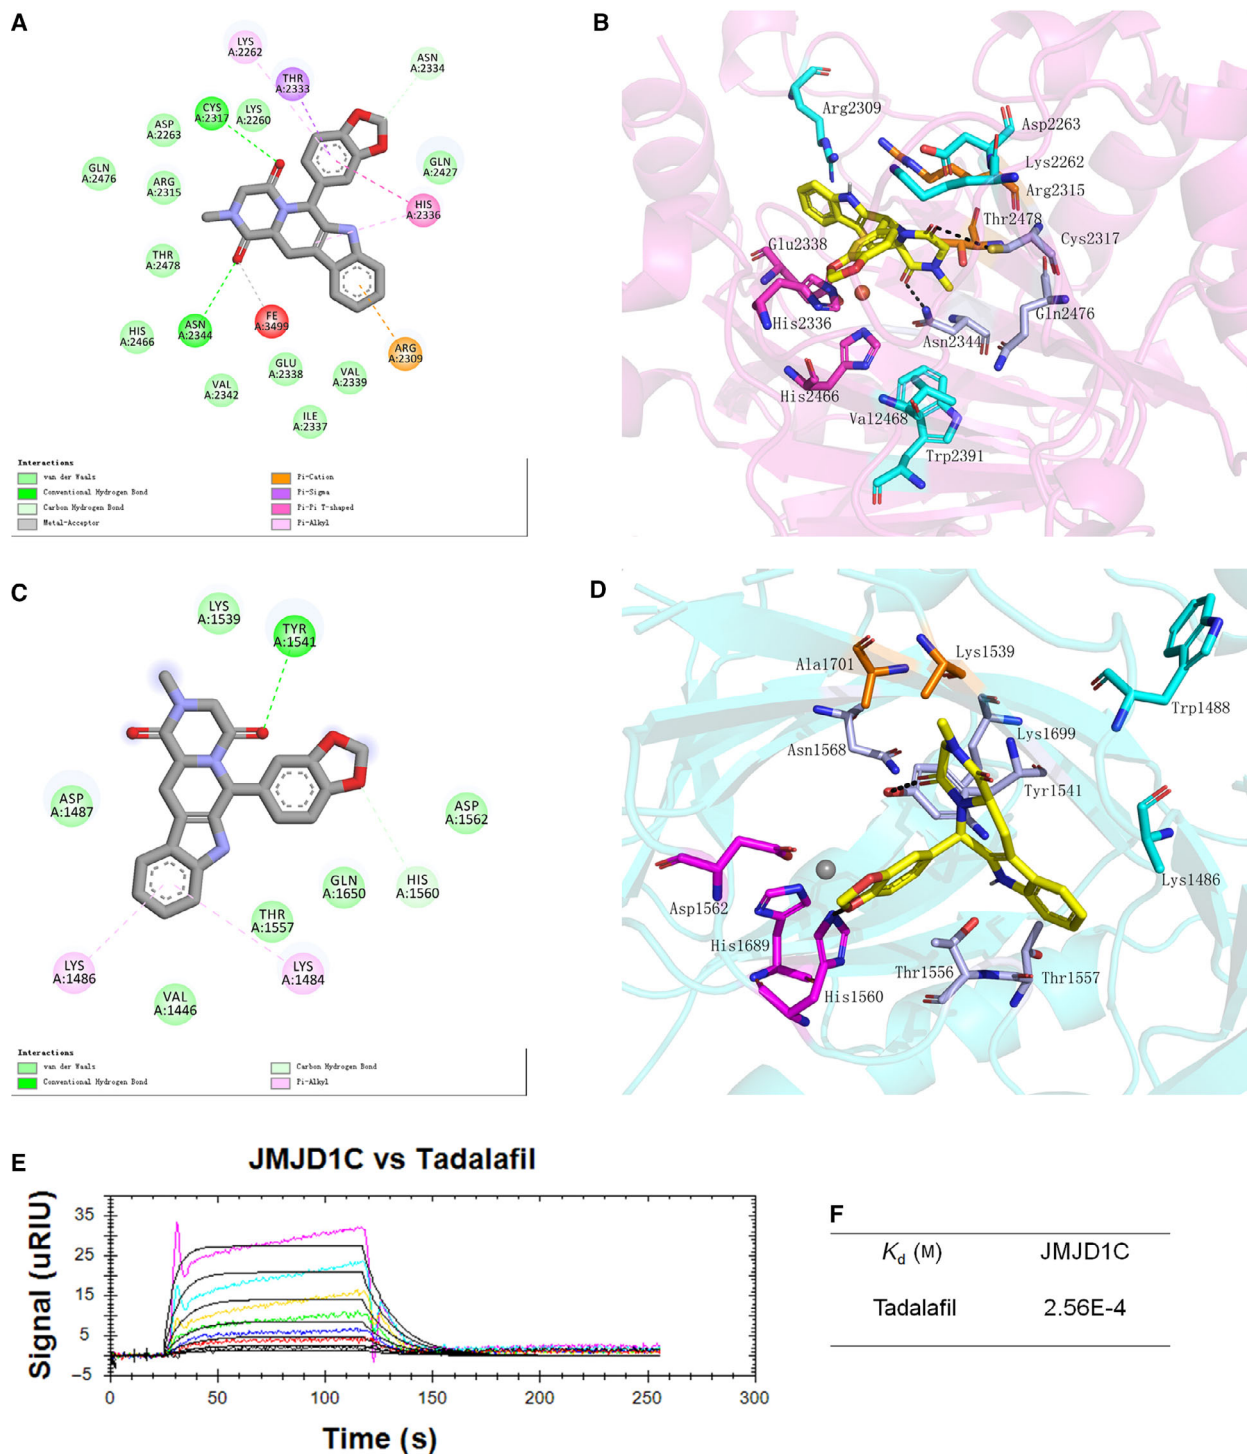 A
LYS
A:2262
ASN
A:2334
THR
A:2333
CYS
A:2317
LYS
A:2260
ASP
A:2263
GLN
A:2476
ARG
A:2315
GLN
A:2427
HIS
A:2336
THR
A:2478
FE
A:3499
ASN
A:2344
HIS
A:2466
ARG
A:2309
GLU
A:2338
VAL
A:2339
VAL
A:2342
ILE
A:2337
Interactions
van der Waals
Conventional Hydrogen Bond
Carbon Hydrogen Bond
Metal-Acceptor
Pi-Cation
Pi-Sigma
Pi-Pi T-shaped
Pi-Alkyl
B
Arg2309
Asp2263
Lys2262
Arg2315
Thr2478
Cys2317
Glu2338
Gln2476
His2336
Asn2344
His2466
Val2468
Trp2391
C
LYS
A:1539
TYR
A:1541
ASP
A:1487
ASP
A:1562
GLN
A:1650
HIS
A:1560
THR
A:1557
LYS
A:1486
LYS
A:1484
VAL
A:1446
Interactions
van der Waals
Conventional Hydrogen Bond
Carbon Hydrogen Bond
Pi-Alkyl
D
Ala1701
Lys1539
Trp1488
Asn1568
Lys1699
Tyr1541
Lys1486
Asp1562
His1689
Thr1556
Thr1557
His1560
E
JMJD1C vs Tadalafil
Signal (uRIU)
35
25
15
5
−5
0
50
100
150
200
250
300
Time (s)
F
Kd (M) JMJD1C
Tadalafil 2.56E-4